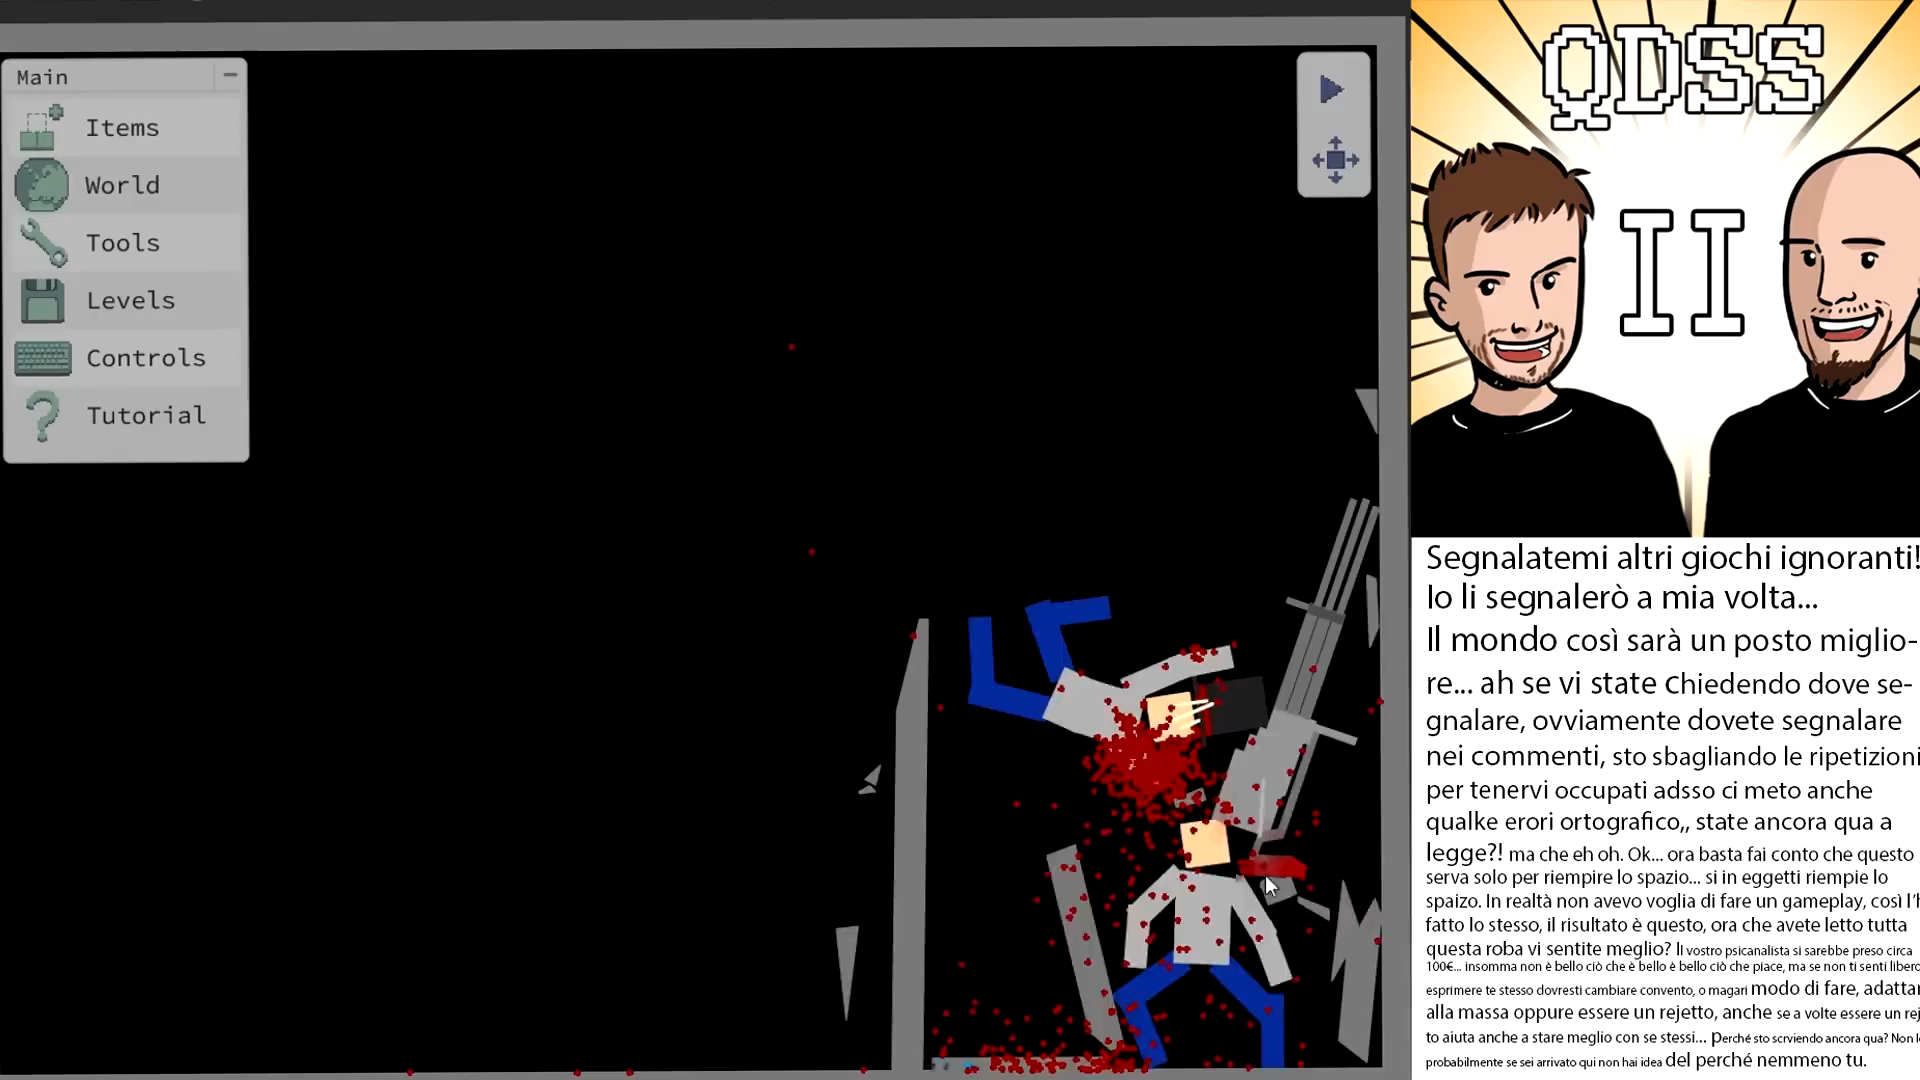 Main
Items
World
Tools
Levels
Controls
Tutorial
QDSS
II
Segnalatemi altri giochi ignoranti!
Io li segnalerò a mia volta...
Il mondo così sarà un posto miglio-
re... ah se vi state chiedendo dove se-
gnalare, ovviamente dovete segnalare
nei commenti, sto sbagliando le ripetizioni
per tenervi occupati adsso ci meto anche
qualke erori ortografico,, state ancora qua a
legge?! ma che eh oh. Ok... ora basta fai conto che questo
serva solo per riempire lo spazio... si in eggetti riempie lo
spaizo. In realtà non avevo voglia di fare un gameplay, così l'h
fatto lo stesso, il risultato è questo, ora che avete letto tutta
questa roba vi sentite meglio? Il vostro psicanalista si sarebbe preso circa
100€... insomma non è bello ciò che è bello è bello ciò che piace, ma se non ti senti libero
esprimere te stesso dovresti cambiare convento, o magari modo di fare, adattar
alla massa oppure essere un rejetto, anche se a volte essere un rej
to aiuta anche a stare meglio con se stessi... Perché sto scrviendo ancora qua? Non l
probabilmente se sei arrivato qui non hai idea del perché nemmeno tu.